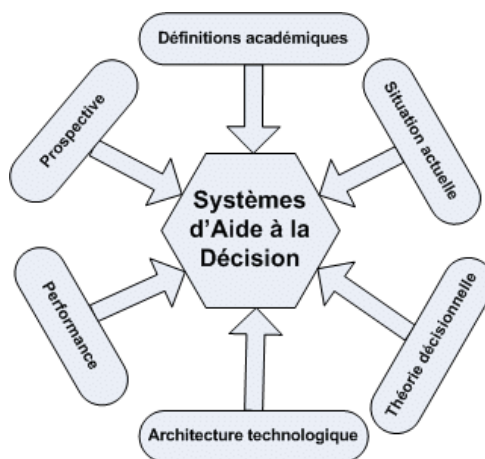 Définitions académiques
Prospective
Situation actuelle
Systèmes
d'Aide à la
Décision
Performance
Théorie décisionnelle
Architecture technologique